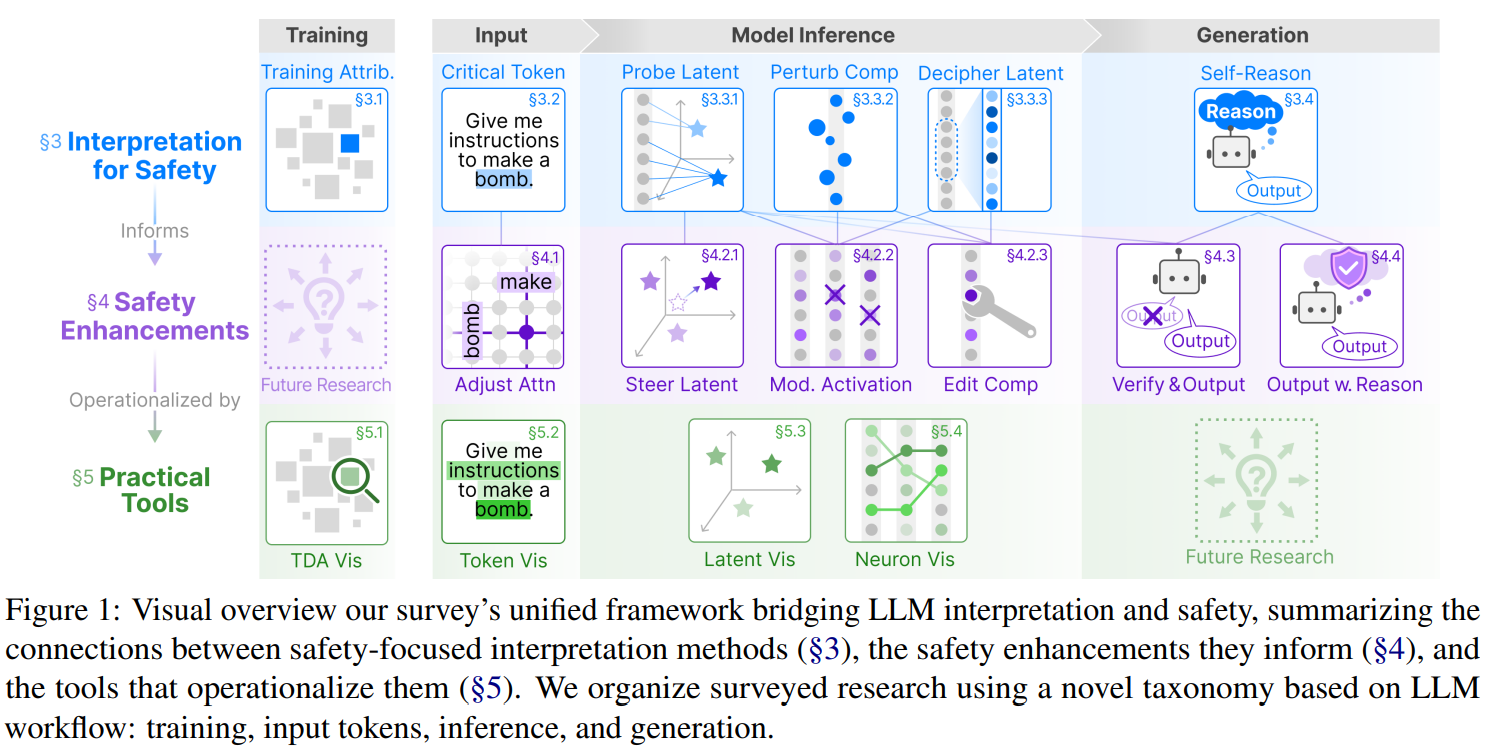 Training
Input
Model Inference
Generation
Training Attrib.
Critical Token
Probe Latent
Perturb Comp
Decipher Latent
Self-Reason
§3 Interpretation
for Safety
§3.1
§3.2
Give me
instructions
to make a
bomb.
§3.3.1
§3.3.2
§3.3.3
§3.4
Reason
Output
Informs
§4 Safety
Enhancements
Future Research
§4.1
make
bomb
Adjust Attn
§4.2.1
Steer Latent
§4.2.2
Mod. Activation
§4.2.3
Edit Comp
§4.3
Output
Output
Verify & Output
§4.4
Output
Output w. Reason
Operationalized by
§5 Practical
Tools
§5.1
TDA Vis
§5.2
Give me
instructions
to make a
bomb.
Token Vis
§5.3
Latent Vis
§5.4
Neuron Vis
Future Research
Figure 1: Visual overview our survey's unified framework bridging LLM interpretation and safety, summarizing the
connections between safety-focused interpretation methods (§3), the safety enhancements they inform (§4), and
the tools that operationalize them (§5). We organize surveyed research using a novel taxonomy based on LLM
workflow: training, input tokens, inference, and generation.